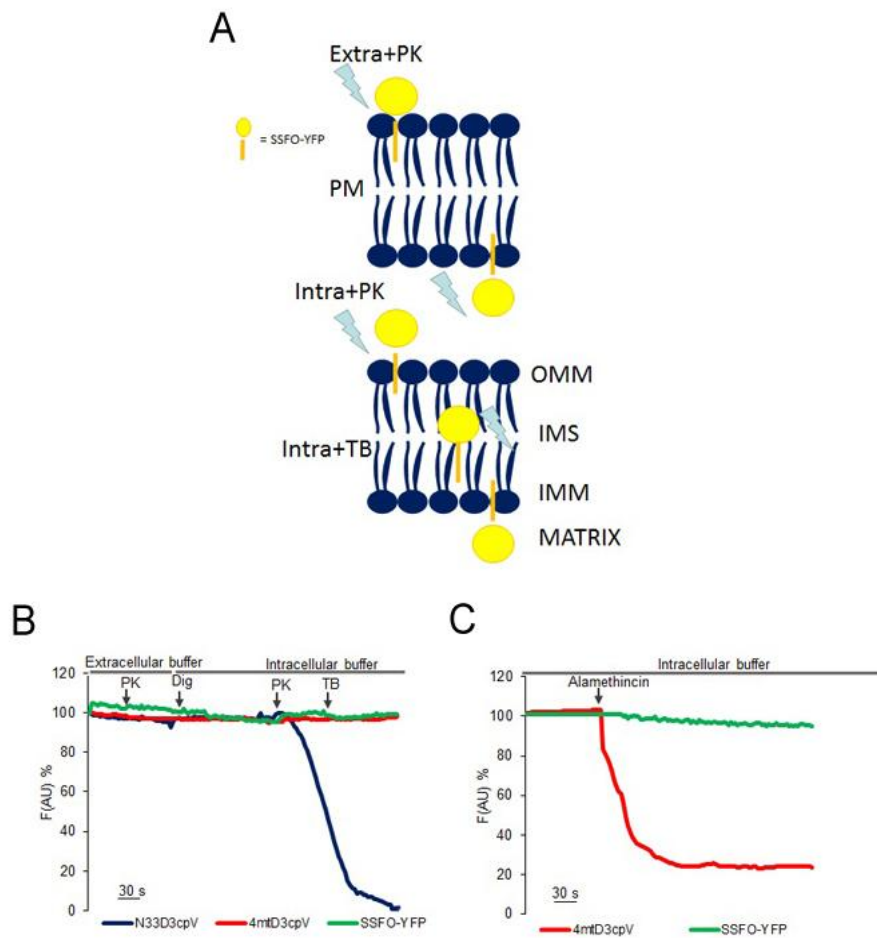 A
Extra+PK
= SSFO-YFP
PM
Intra+PK
OMM
IMS
Intra+TB
IMM
MATRIX
B
Extracellular buffer Intracellular buffer
PK Dig PK TB
120
100
80
60
40
20
0
F(AU) %
30 s
N33D3cpV 4mtD3cpV SSFO-YFP
C
Intracellular buffer
Alamethincin
120
100
80
60
40
20
0
F(AU) %
30 s
4mtD3cpV SSFO-YFP